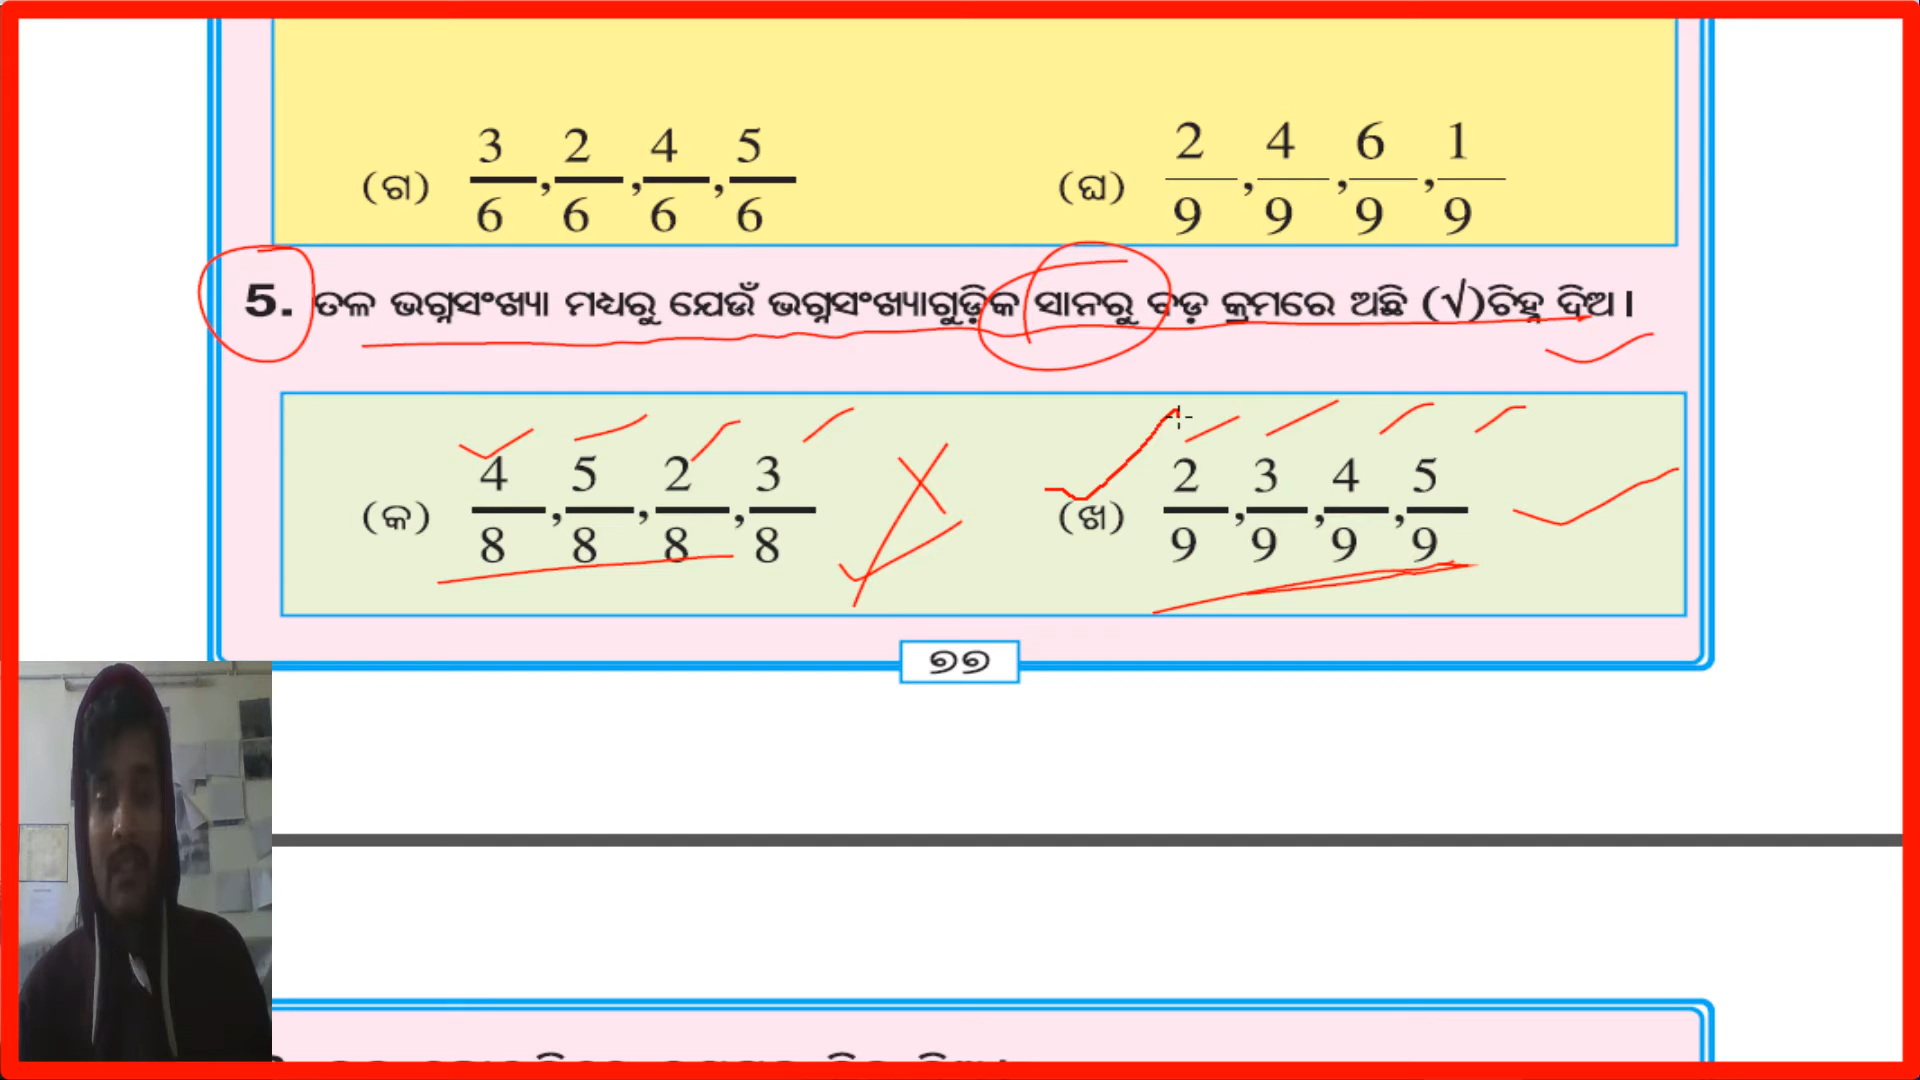 (ଗ) 3/6, 2/6, 4/6, 5/6
(ଘ) 2/9, 4/9, 6/9, 1/9
5. ତଳ ଭଗ୍ନସଂଖ୍ୟା ମଧ୍ୟରୁ ଯେଉଁ ଭଗ୍ନସଂଖ୍ୟାଗୁଡ଼ିକ ସାନରୁ ବଡ଼ କ୍ରମରେ ଅଛି (√)ଚିହ୍ନ ଦିଅ ।
(କ) 4/8, 5/8, 2/8, 3/8
(ଖ) 2/9, 3/9, 4/9, 5/9
୭୭